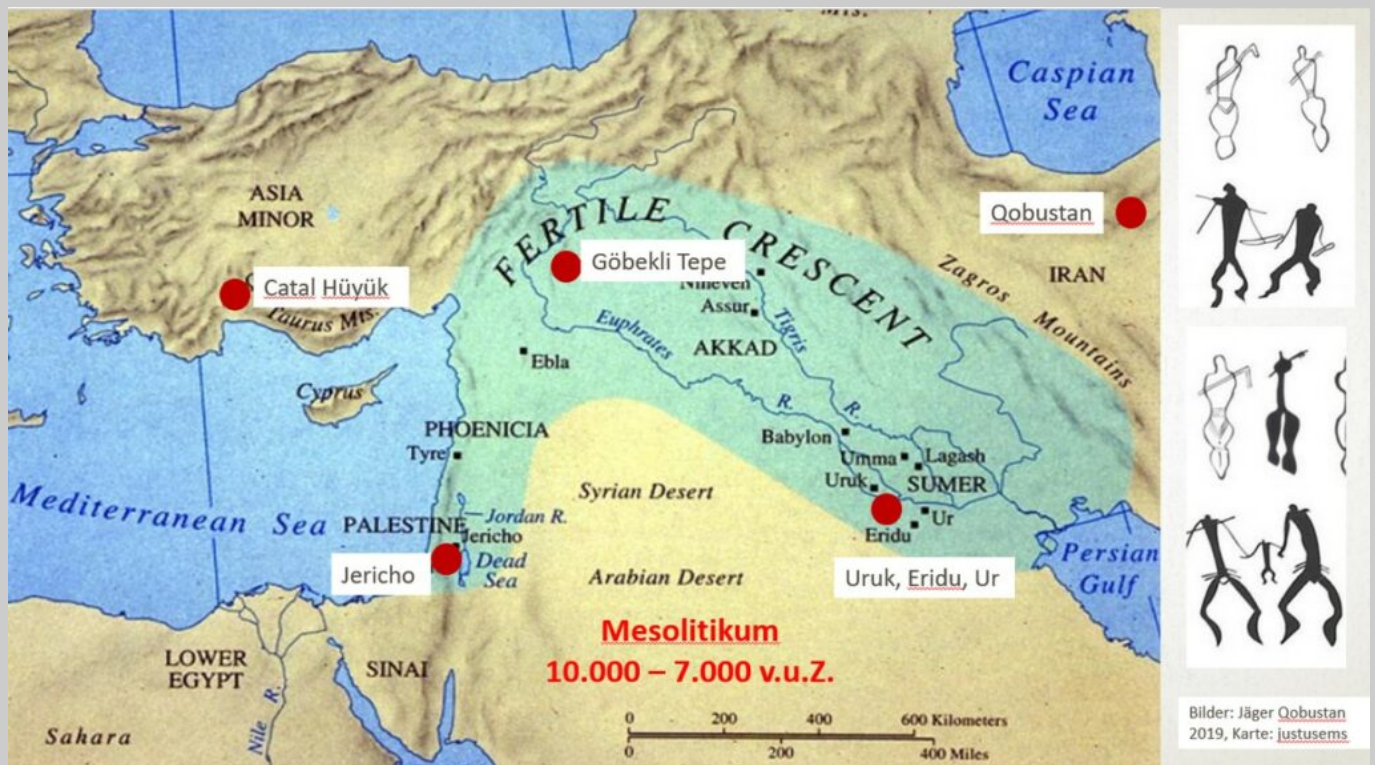 Mts.
Caspian
Sea
ASIA
MINOR
Qobustan
FERTILE CRESCENT
Göbekli Tepe
Catal Hüyük
Taurus Mts.
Nineveh
Assur
Zagros
Mountains
IRAN
Euphrates
R.
Tigris
R.
AKKAD
Ebla
Cyprus
PHOENICIA
Tyre
Babylon
Umma
Lagash
Uruk
SUMER
Syrian Desert
Mediterranean Sea
PALESTINE
Jordan R.
Jericho
Dead
Sea
Jericho
Ur
Eridu
Persian
Gulf
Arabian Desert
Uruk, Eridu, Ur
Mesolitikum
10.000 – 7.000 v.u.Z.
LOWER
EGYPT
SINAI
Nile R.
Sahara
0 200 400 600 Kilometers
0 200 400 Miles
Bilder: Jäger Qobustan
2019, Karte: justusems